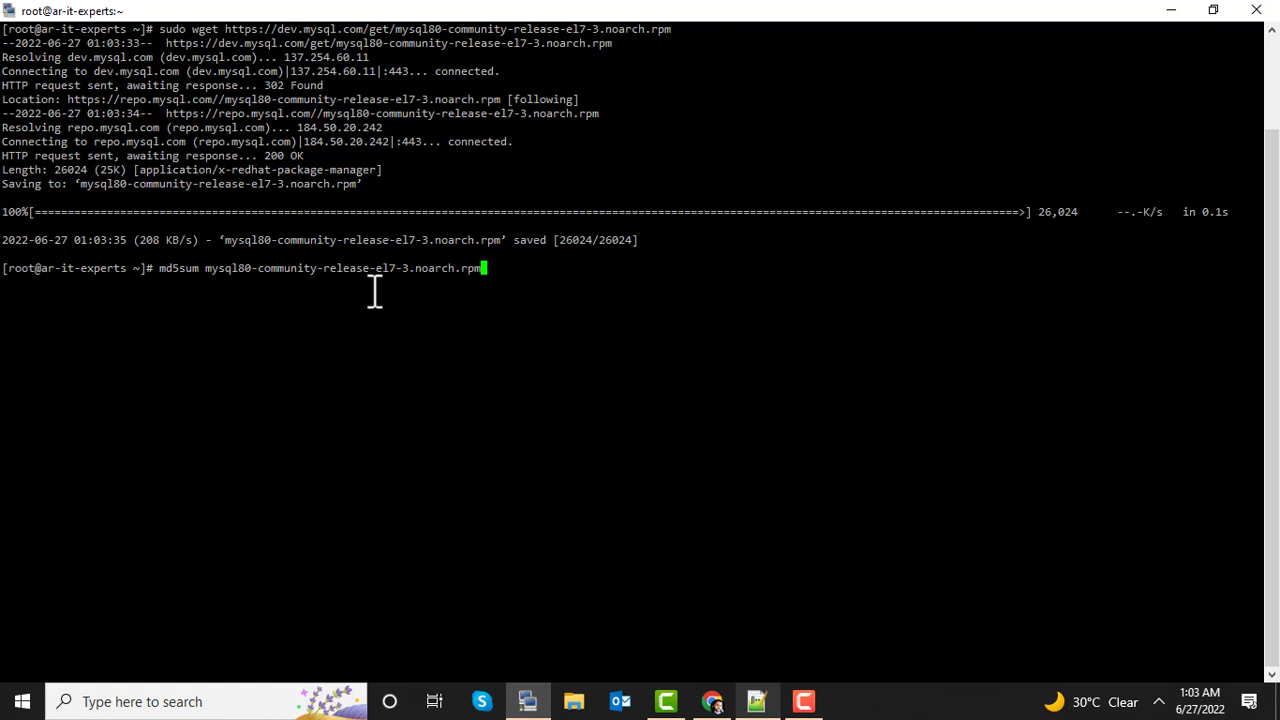 root@ar-it-experts:~
[root@ar-it-experts ~]# sudo wget https://dev.mysql.com/get/mysql80-community-release-el7-3.noarch.rpm
--2022-06-27 01:03:33--  https://dev.mysql.com/get/mysql80-community-release-el7-3.noarch.rpm
Resolving dev.mysql.com (dev.mysql.com)... 137.254.60.11
Connecting to dev.mysql.com (dev.mysql.com)|137.254.60.11|:443... connected.
HTTP request sent, awaiting response... 302 Found
Location: https://repo.mysql.com//mysql80-community-release-el7-3.noarch.rpm [following]
--2022-06-27 01:03:34--  https://repo.mysql.com//mysql80-community-release-el7-3.noarch.rpm
Resolving repo.mysql.com (repo.mysql.com)... 184.50.20.242
Connecting to repo.mysql.com (repo.mysql.com)|184.50.20.242|:443... connected.
HTTP request sent, awaiting response... 200 OK
Length: 26024 (25K) [application/x-redhat-package-manager]
Saving to: ‘mysql80-community-release-el7-3.noarch.rpm’
100%[======================================================================================================================================================>] 26,024      --.-K/s   in 0.1s
2022-06-27 01:03:35 (208 KB/s) - ‘mysql80-community-release-el7-3.noarch.rpm’ saved [26024/26024]
[root@ar-it-experts ~]# md5sum mysql80-community-release-el7-3.noarch.rpm
Type here to search
30°C Clear
1:03 AM
6/27/2022